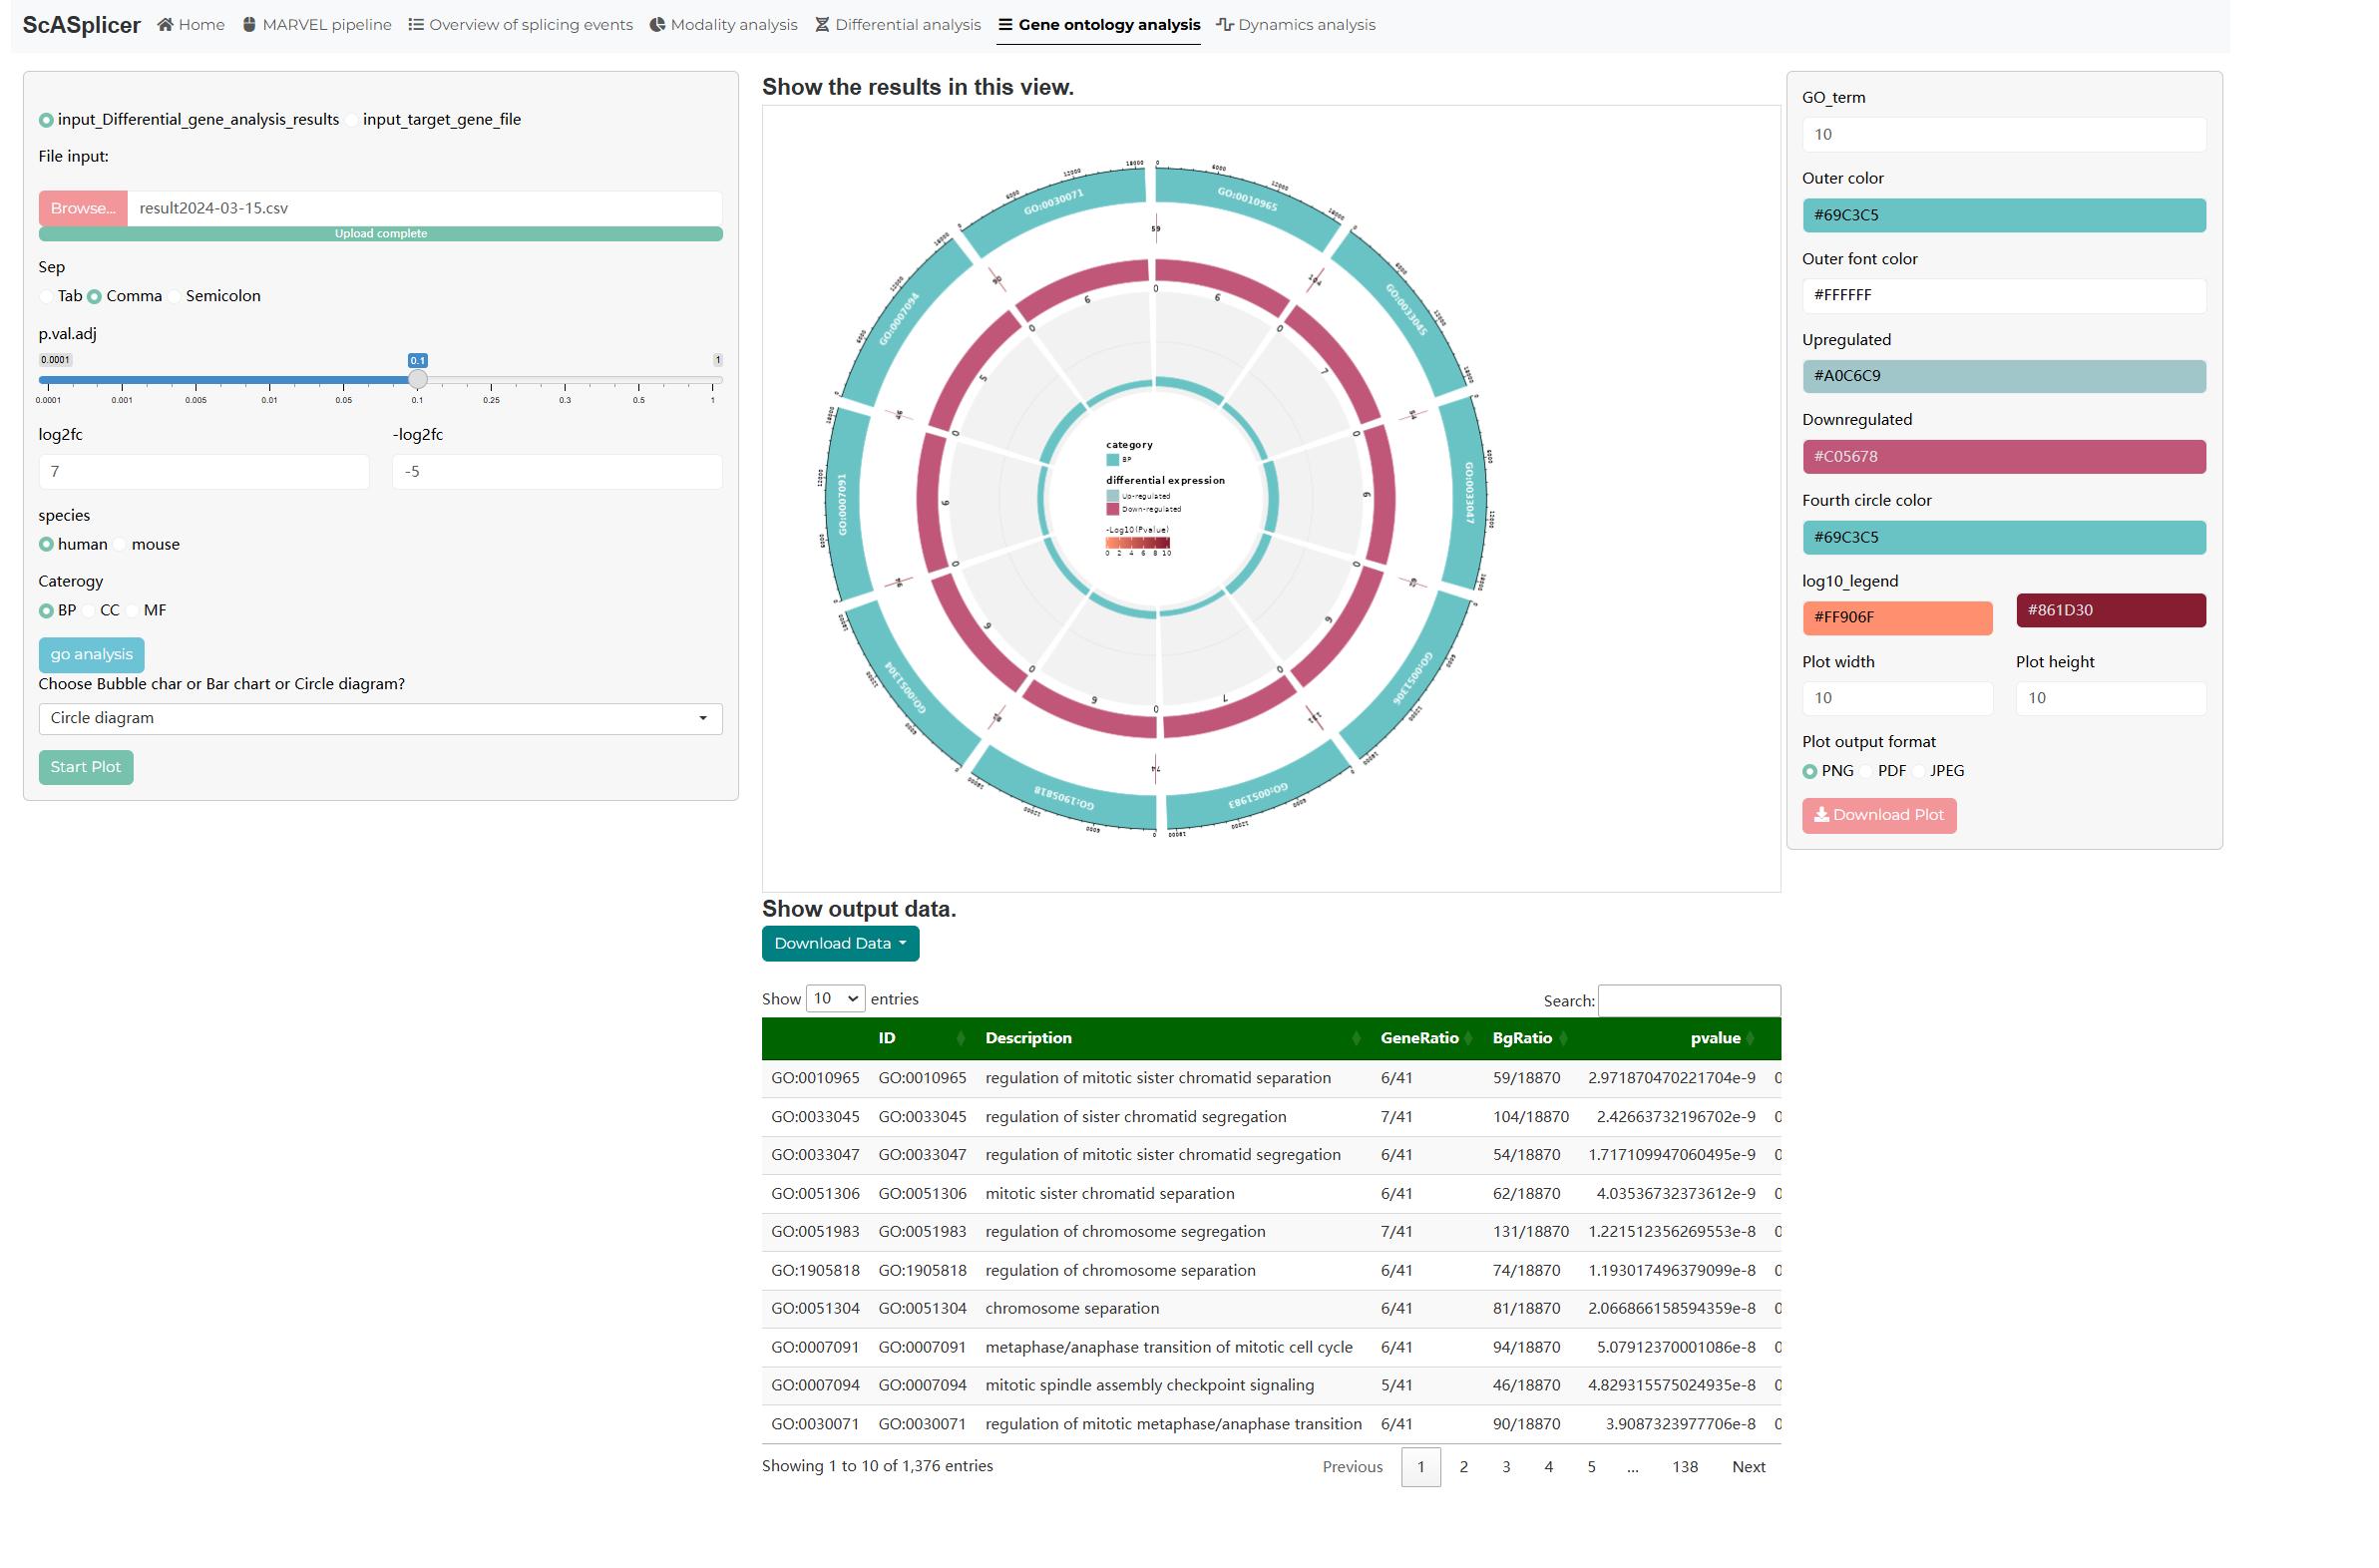 ScASplicer Home MARVEL pipeline Overview of splicing events Modality analysis Differential analysis Gene ontology analysis Dynamics analysis
input_Differential_gene_analysis_results input_target_gene_file
File input:
Browse... result2024-03-15.csv
Upload complete
Sep
Tab Comma Semicolon
p.val.adj
0.0001 0.1 1
0.0001 0.001 0.005 0.01 0.05 0.1 0.25 0.3 0.5 1
log2fc -log2fc
7 -5
species
human mouse
Caterogy
BP CC MF
go analysis
Choose Bubble char or Bar chart or Circle diagram?
Circle diagram
Start Plot
Show the results in this view.
GO:0010965
GO:0033045
GO:0033047
GO:0051306
GO:0051983
GO:1905818
GO:0051304
GO:0007091
GO:0007094
GO:0030071
category
BP
differential expression
Up-regulated
Down-regulated
-Log10(Pvalue)
0 2 4 6 8 10
Show output data.
Download Data
Show 10 entries Search:
ID Description GeneRatio BgRatio pvalue
GO:0010965 GO:0010965 regulation of mitotic sister chromatid separation 6/41 59/18870 2.971870470221704e-9 0
GO:0033045 GO:0033045 regulation of sister chromatid segregation 7/41 104/18870 2.42663732196702e-9 0
GO:0033047 GO:0033047 regulation of mitotic sister chromatid segregation 6/41 54/18870 1.717109947060495e-9 0
GO:0051306 GO:0051306 mitotic sister chromatid separation 6/41 62/18870 4.03536732373612e-9 0
GO:0051983 GO:0051983 regulation of chromosome segregation 7/41 131/18870 1.221512356269553e-8 0
GO:1905818 GO:1905818 regulation of chromosome separation 6/41 74/18870 1.193017496379099e-8 0
GO:0051304 GO:0051304 chromosome separation 6/41 81/18870 2.066866158594359e-8 0
GO:0007091 GO:0007091 metaphase/anaphase transition of mitotic cell cycle 6/41 94/18870 5.07912370001086e-8 0
GO:0007094 GO:0007094 mitotic spindle assembly checkpoint signaling 5/41 46/18870 4.829315575024935e-8 0
GO:0030071 GO:0030071 regulation of mitotic metaphase/anaphase transition 6/41 90/18870 3.9087323977706e-8 0
Showing 1 to 10 of 1,376 entries Previous 1 2 3 4 5 ... 138 Next
GO_term
10
Outer color
#69C3C5
Outer font color
#FFFFFF
Upregulated
#A0C6C9
Downregulated
#C05678
Fourth circle color
#69C3C5
log10_legend
#FF906F #861D30
Plot width Plot height
10 10
Plot output format
PNG PDF JPEG
Download Plot